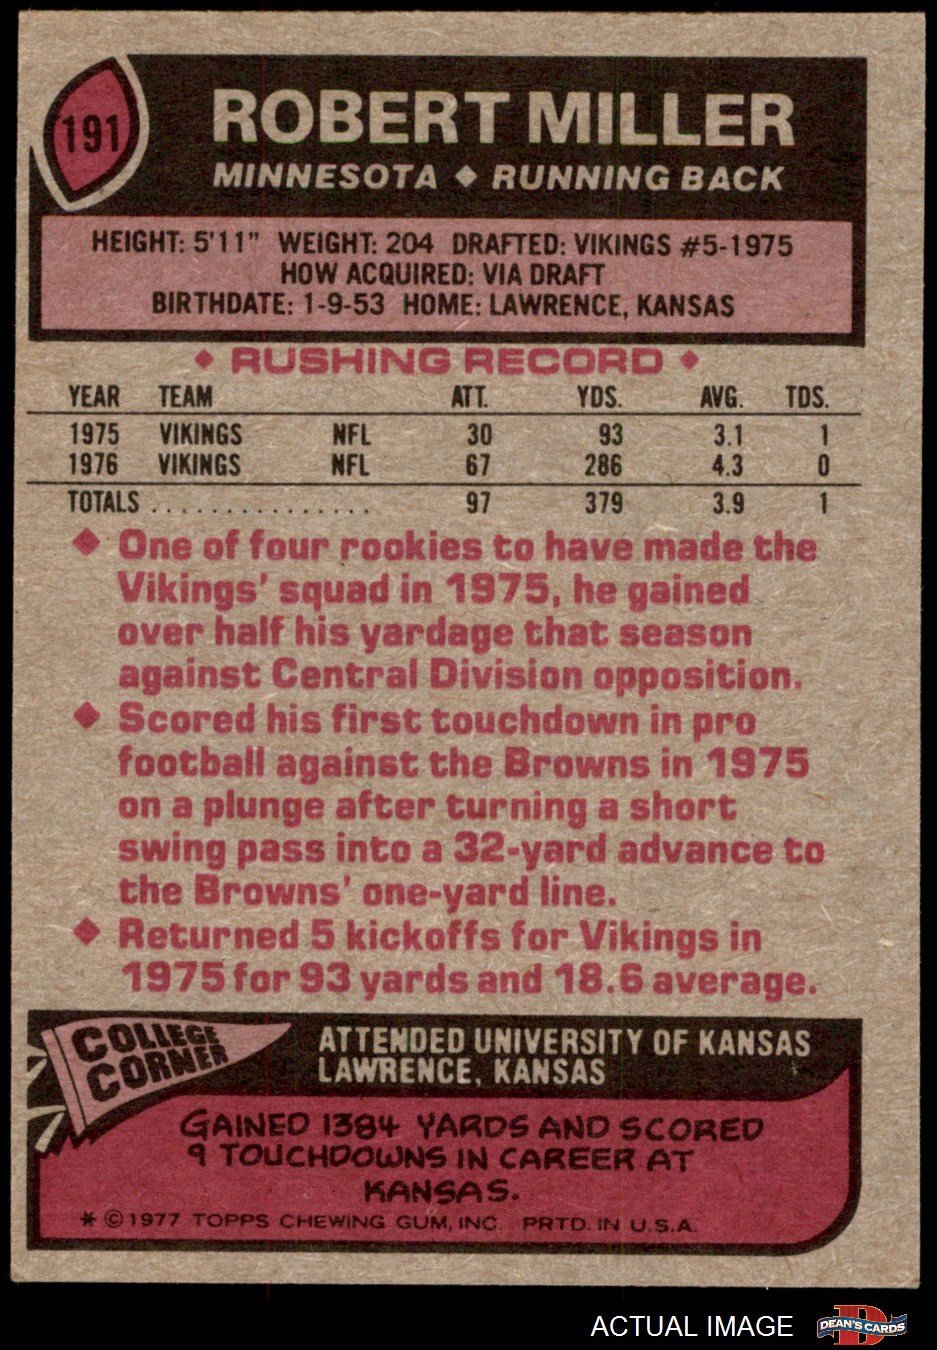 191
ROBERT MILLER
MINNESOTA ◆ RUNNING BACK
HEIGHT: 5'11" WEIGHT: 204 DRAFTED: VIKINGS #5-1975
HOW ACQUIRED: VIA DRAFT
BIRTHDATE: 1-9-53 HOME: LAWRENCE, KANSAS
◆ RUSHING RECORD ◆
YEAR TEAM ATT. YDS. AVG. TDS.
1975 VIKINGS NFL 30 93 3.1 1
1976 VIKINGS NFL 67 286 4.3 0
TOTALS . . . . . . . . . . . . . . . 97 379 3.9 1
◆ One of four rookies to have made the
Vikings' squad in 1975, he gained
over half his yardage that season
against Central Division opposition.
◆ Scored his first touchdown in pro
football against the Browns in 1975
on a plunge after turning a short
swing pass into a 32-yard advance to
the Browns' one-yard line.
◆ Returned 5 kickoffs for Vikings in
1975 for 93 yards and 18.6 average.
COLLEGE
CORNER
ATTENDED UNIVERSITY OF KANSAS
LAWRENCE, KANSAS
GAINED 1384 YARDS AND SCORED
9 TOUCHDOWNS IN CAREER AT
KANSAS.
* © 1977 TOPPS CHEWING GUM, INC. PRTD. IN U.S.A.
ACTUAL IMAGE
D
DEAN'S CARDS